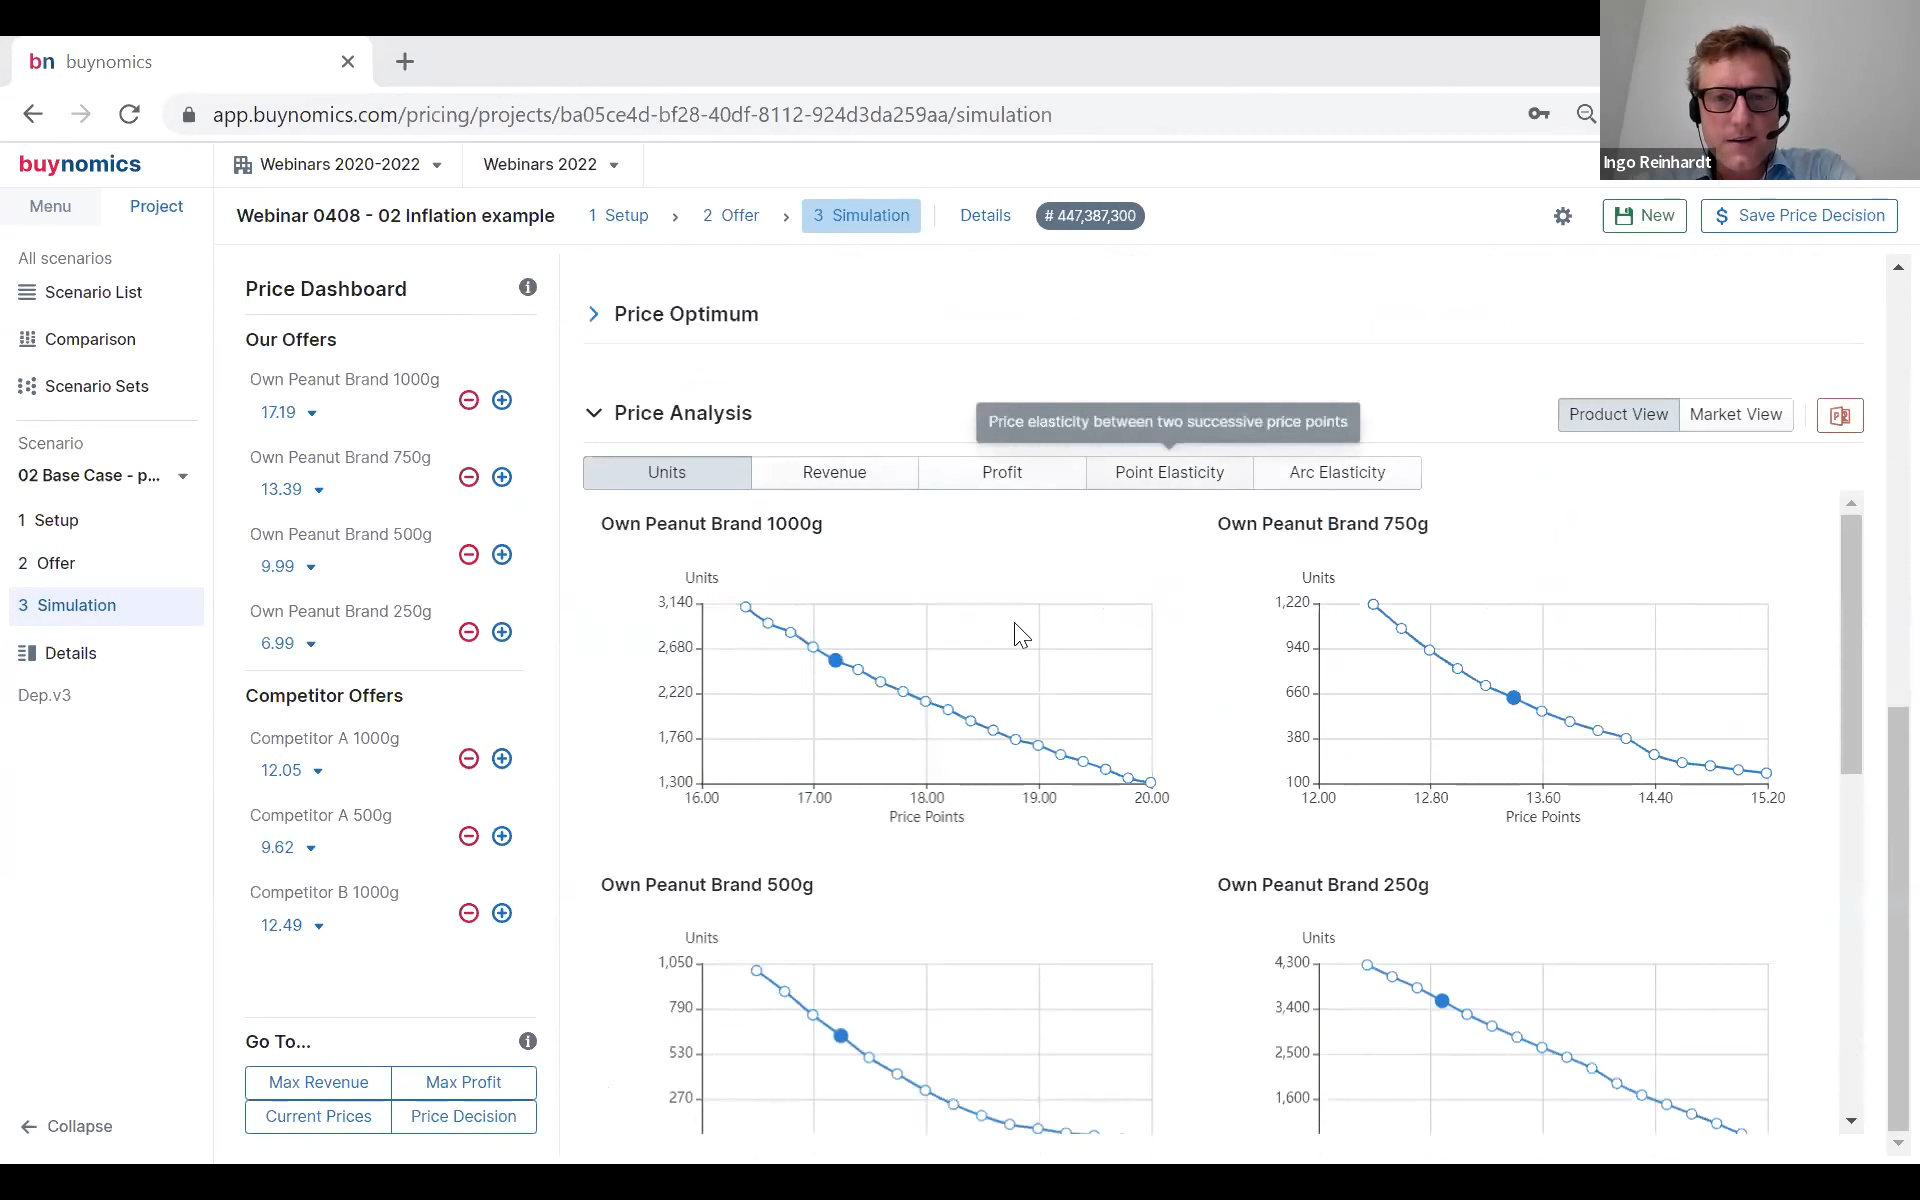 bn buynomics
app.buynomics.com/pricing/projects/ba05ce4d-bf28-40df-8112-924d3da259aa/simulation
Ingo Reinhardt
buynomics
Webinars 2020-2022
Webinars 2022
Menu
Project
Webinar 0408 - 02 Inflation example
1 Setup
2 Offer
3 Simulation
Details
# 447,387,300
New
$ Save Price Decision
All scenarios
Scenario List
Comparison
Scenario Sets
Scenario
02 Base Case - p...
1 Setup
2 Offer
3 Simulation
Details
Dep.v3
Collapse
Price Dashboard
Our Offers
Own Peanut Brand 1000g
17.19
Own Peanut Brand 750g
13.39
Own Peanut Brand 500g
9.99
Own Peanut Brand 250g
6.99
Competitor Offers
Competitor A 1000g
12.05
Competitor A 500g
9.62
Competitor B 1000g
12.49
Go To...
Max Revenue
Max Profit
Current Prices
Price Decision
Price Optimum
Price Analysis
Price elasticity between two successive price points
Product View
Market View
Units
Revenue
Profit
Point Elasticity
Arc Elasticity
Own Peanut Brand 1000g
Units
3,140
2,680
2,220
1,760
1,300
16.00 17.00 18.00 19.00 20.00
Price Points
Own Peanut Brand 750g
Units
1,220
940
660
380
100
12.00 12.80 13.60 14.40 15.20
Price Points
Own Peanut Brand 500g
Units
1,050
790
530
270
Own Peanut Brand 250g
Units
4,300
3,400
2,500
1,600